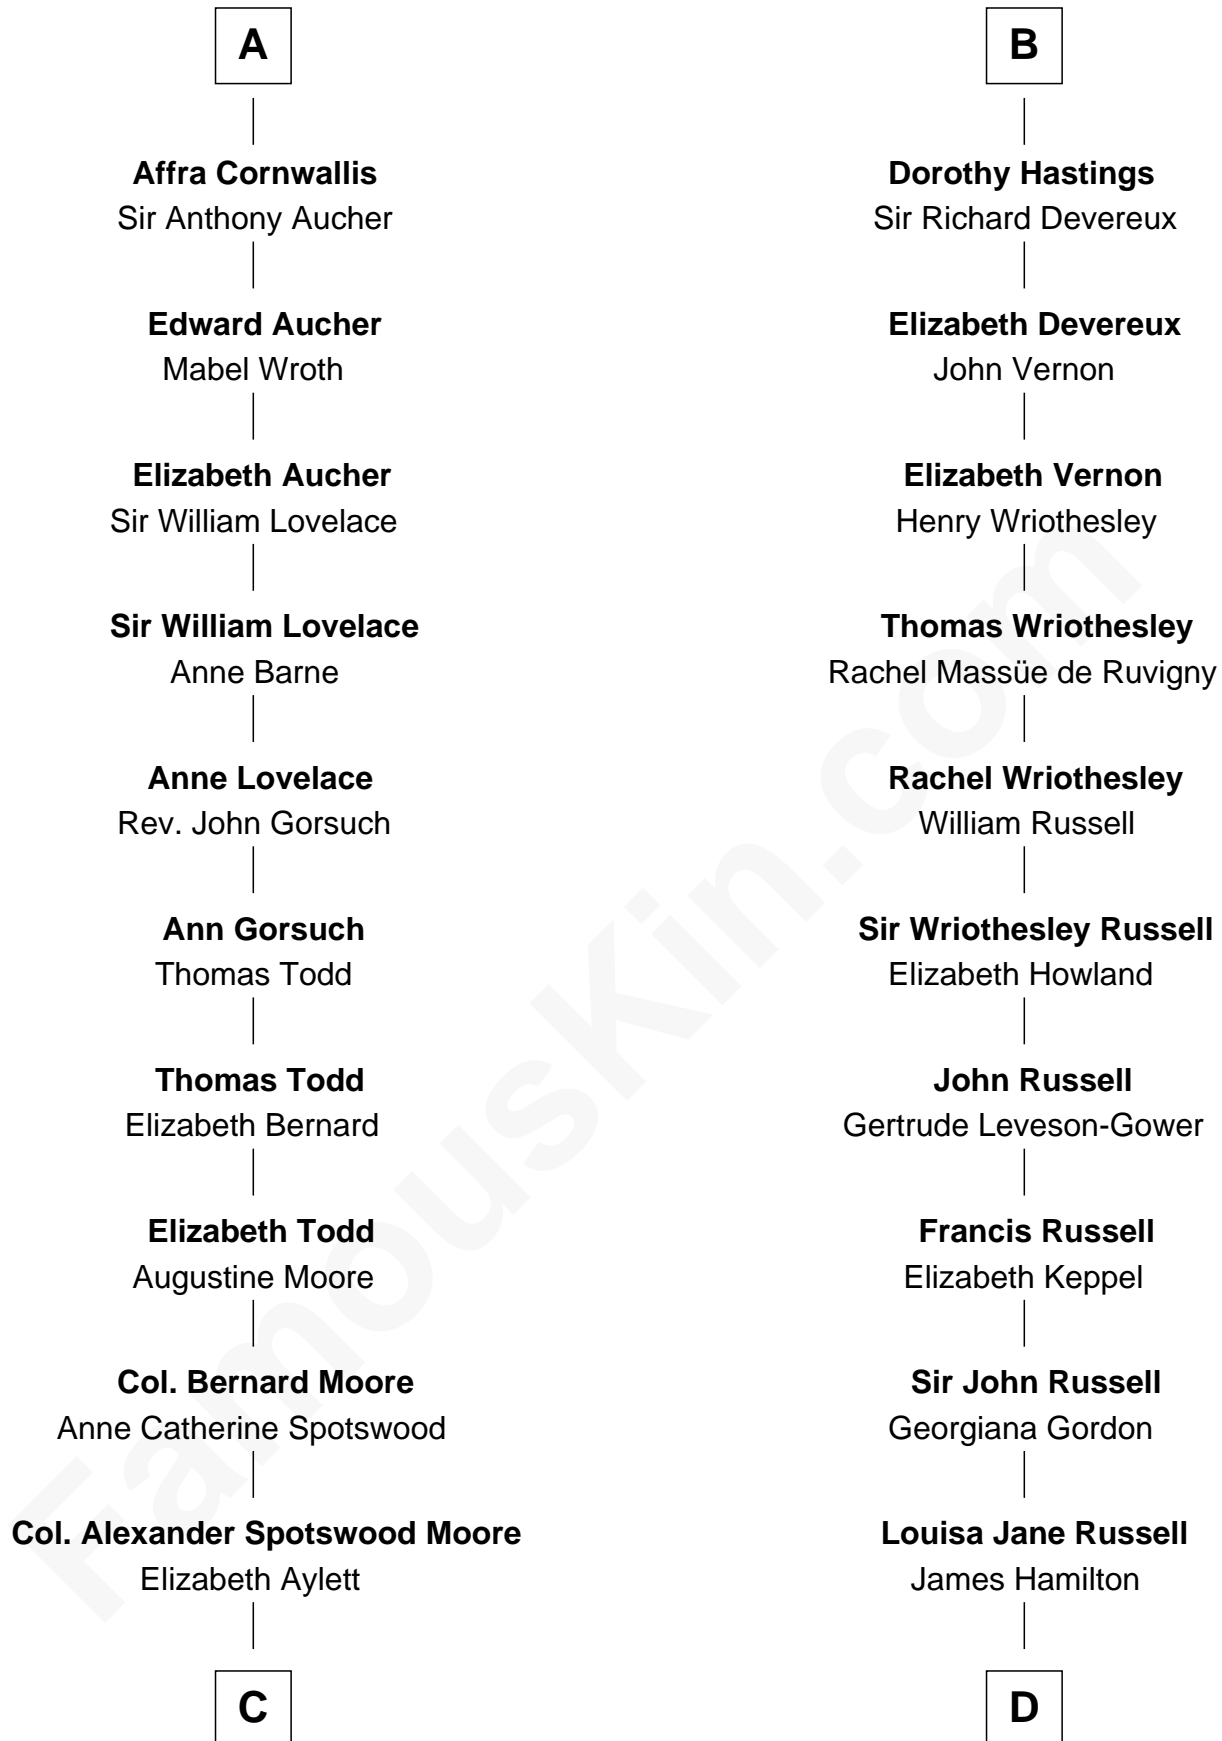 A
Affra Cornwallis
Sir Anthony Aucher
Edward Aucher
Mabel Wroth
Elizabeth Aucher
Sir William Lovelace
Sir William Lovelace
Anne Barne
Anne Lovelace
Rev. John Gorsuch
Ann Gorsuch
Thomas Todd
Thomas Todd
Elizabeth Bernard
Elizabeth Todd
Augustine Moore
Col. Bernard Moore
Anne Catherine Spotswood
Col. Alexander Spotswood Moore
Elizabeth Aylett
C
B
Dorothy Hastings
Sir Richard Devereux
Elizabeth Devereux
John Vernon
Elizabeth Vernon
Henry Wriothesley
Thomas Wriothesley
Rachel Massüe de Ruvigny
Rachel Wriothesley
William Russell
Sir Wriothesley Russell
Elizabeth Howland
John Russell
Gertrude Leveson-Gower
Francis Russell
Elizabeth Keppel
Sir John Russell
Georgiana Gordon
Louisa Jane Russell
James Hamilton
D
FamousKin.com